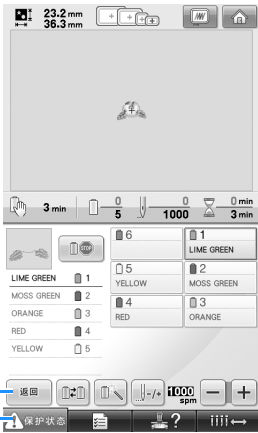 23.2 mm
36.3 mm
3 min
0
5
0
1000
0 min
3 min
STOP
6
1
LIME GREEN
5
YELLOW
2
MOSS GREEN
4
RED
3
ORANGE
LIME GREEN 1
MOSS GREEN 2
ORANGE 3
RED 4
YELLOW 5
返回
-/+
1000
spm
− +
保护状态
?